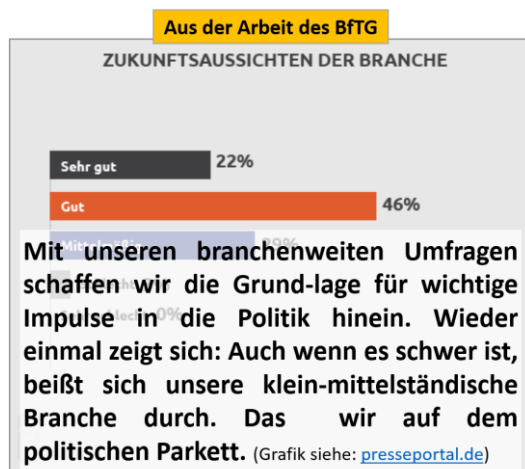 Aus der Arbeit des BfTG
ZUKUNFTSAUSSICHTEN DER BRANCHE
Sehr gut 22%
Gut 46%
Mittelmäßig
Mit unseren branchenweiten Umfragen
schaffen wir die Grund-lage für wichtige
Impulse in die Politik hinein. Wieder
einmal zeigt sich: Auch wenn es schwer ist,
beißt sich unsere klein-mittelständische
Branche durch. Das wir auf dem
politischen Parkett. (Grafik siehe: presseportal.de)